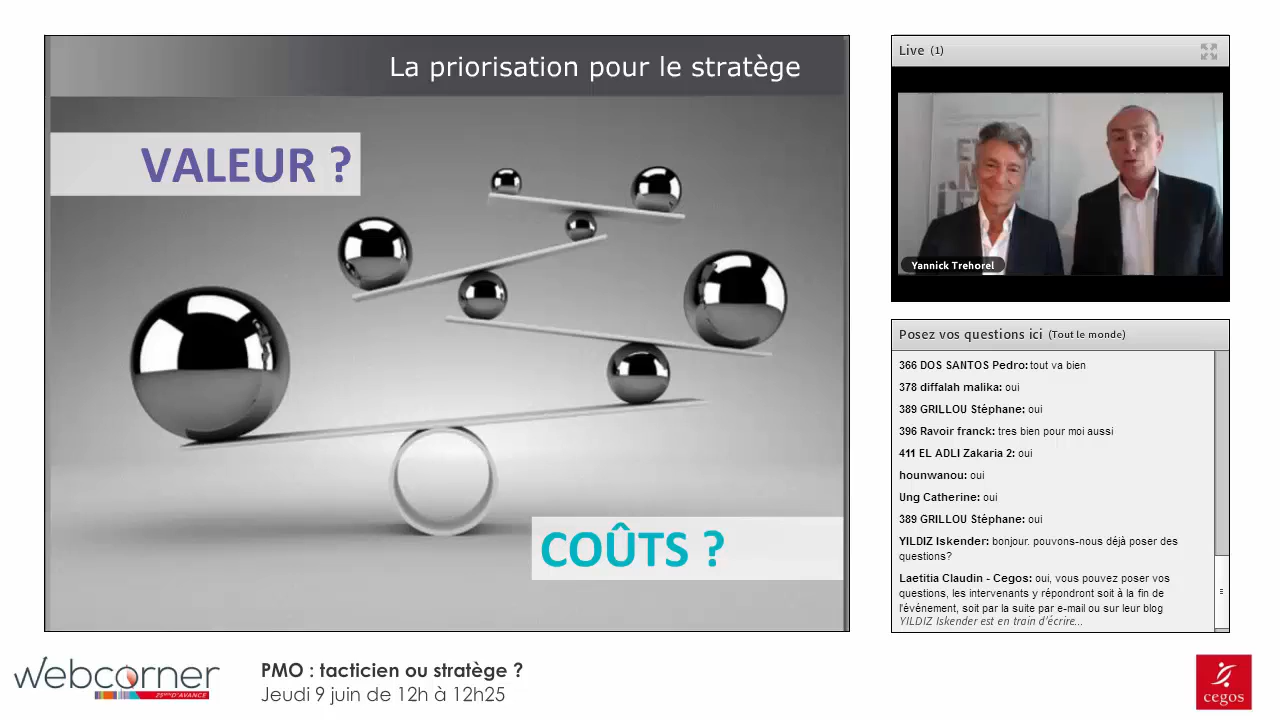 La priorisation pour le stratège
VALEUR ?
COÛTS ?
Live (1)
Yannick Trehorel
Posez vos questions ici (Tout le monde)
366 DOS SANTOS Pedro: tout va bien
378 diffalah malika: oui
389 GRILLOU Stéphane: oui
396 Ravoir franck: tres bien pour moi aussi
411 EL ADLI Zakaria 2: oui
hounwanou: oui
Ung Catherine: oui
389 GRILLOU Stéphane: oui
YILDIZ Iskender: bonjour. pouvons-nous déjà poser des
questions?
Laetitia Claudin - Cegos: oui, vous pouvez poser vos
questions, les intervenants y répondront soit à la fin de
l'événement, soit par la suite par e-mail ou sur leur blog
YILDIZ Iskender est en train d'écrire...
webcorner
PMO : tacticien ou stratège ?
Jeudi 9 juin de 12h à 12h25
cegos